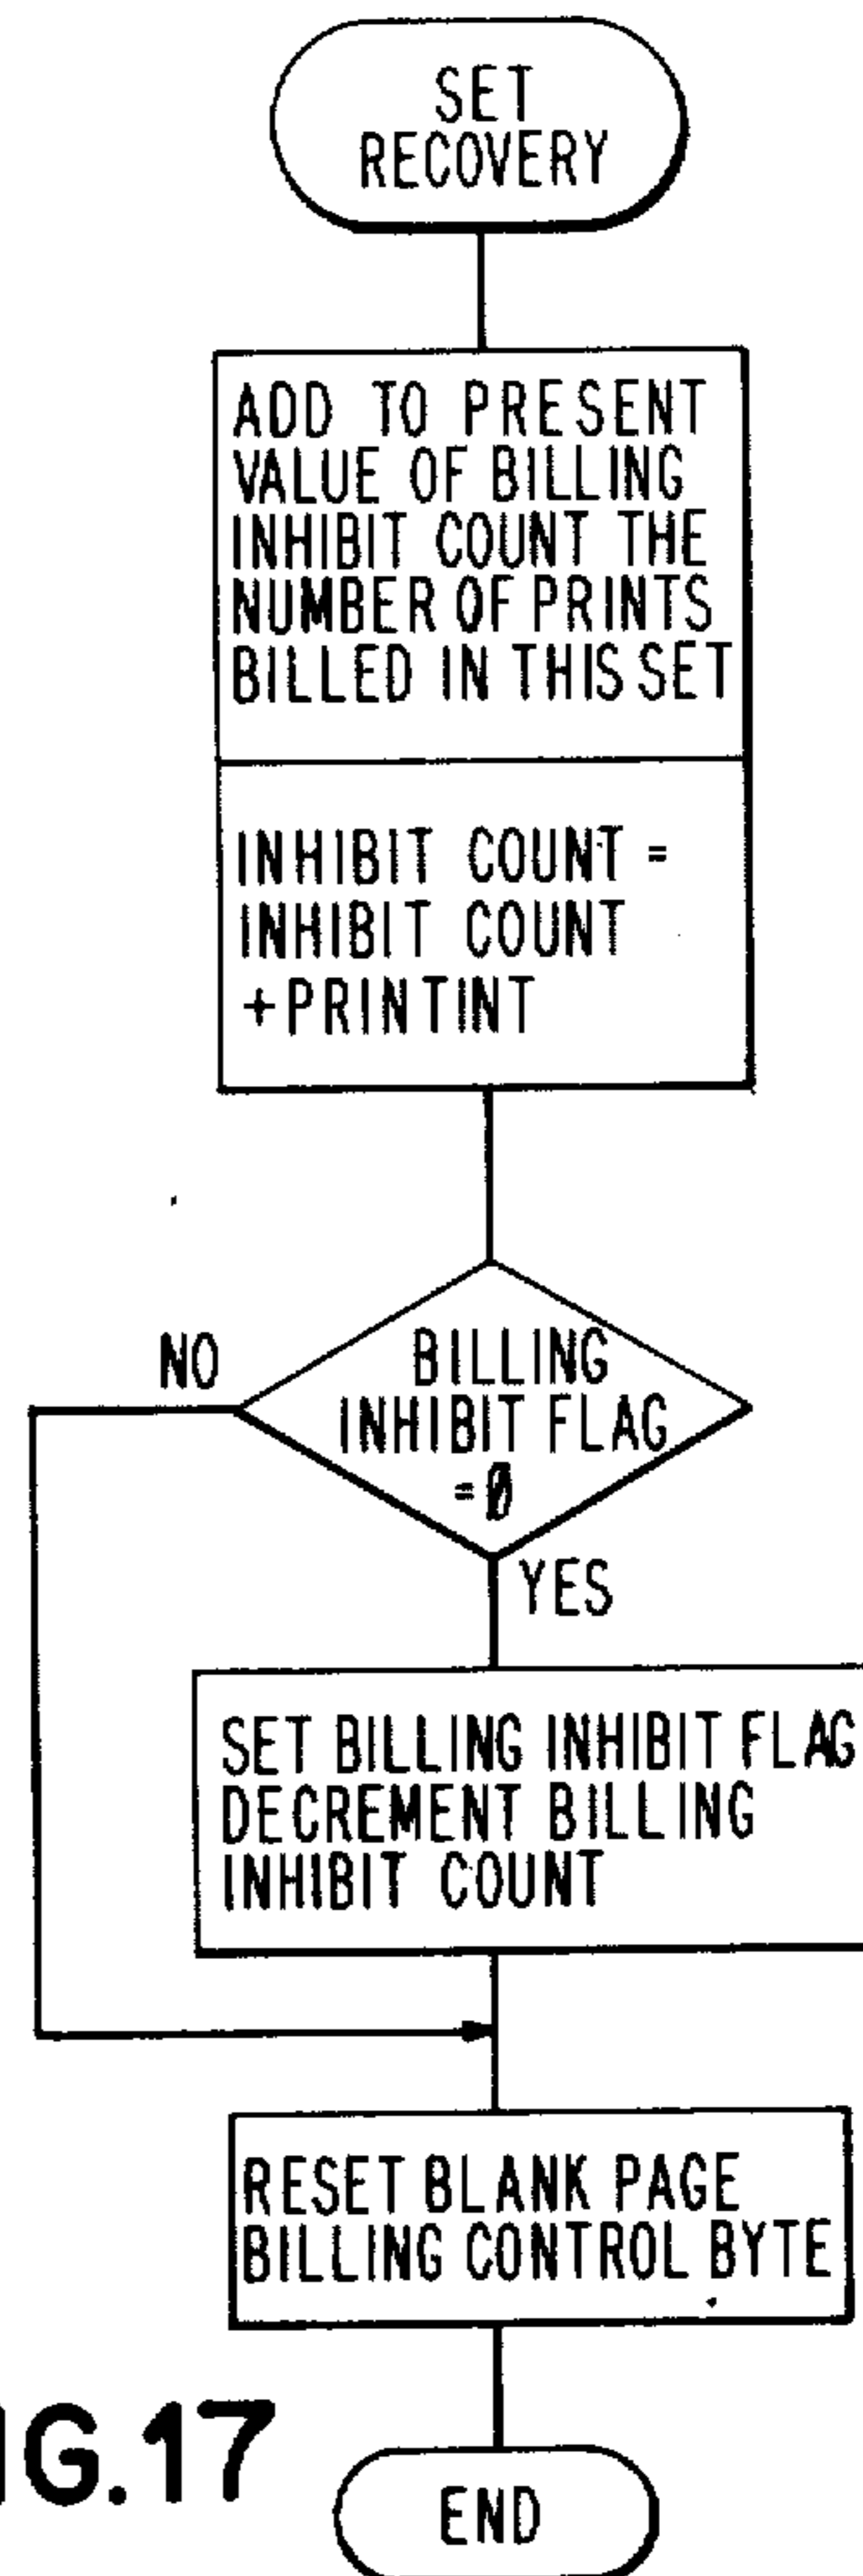 SET
RECOVERY
ADD TO PRESENT
VALUE OF BILLING
INHIBIT COUNT THE
NUMBER OF PRINTS
BILLED IN THIS SET
INHIBIT COUNT =
INHIBIT COUNT
+PRINTINT
NO
BILLING
INHIBIT FLAG
=0
YES
SET BILLING INHIBIT FLAG
DECREMENT BILLING
INHIBIT COUNT
RESET BLANK PAGE
BILLING CONTROL BYTE
IG.17
END